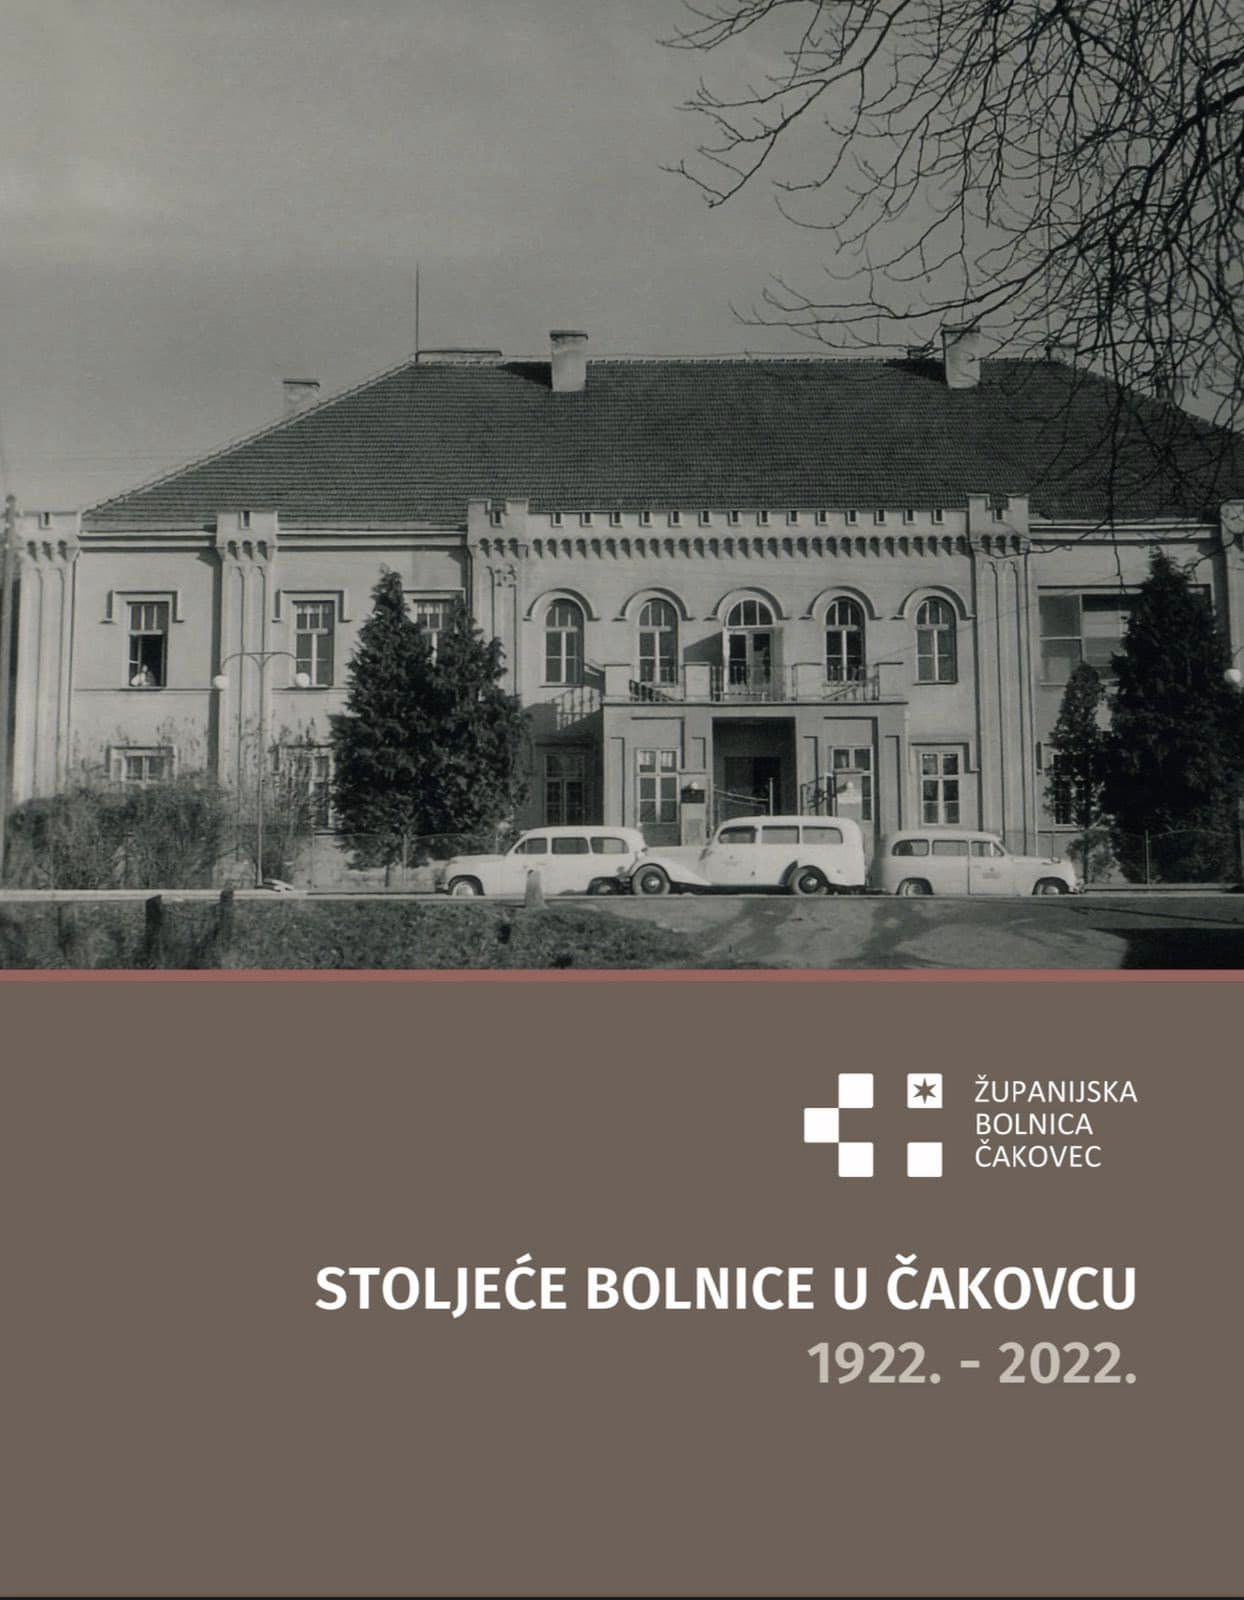 ŽUPANIJSKA
BOLNICA
ČAKOVEC
STOLJEĆE BOLNICE U ČAKOVCU
1922. - 2022.